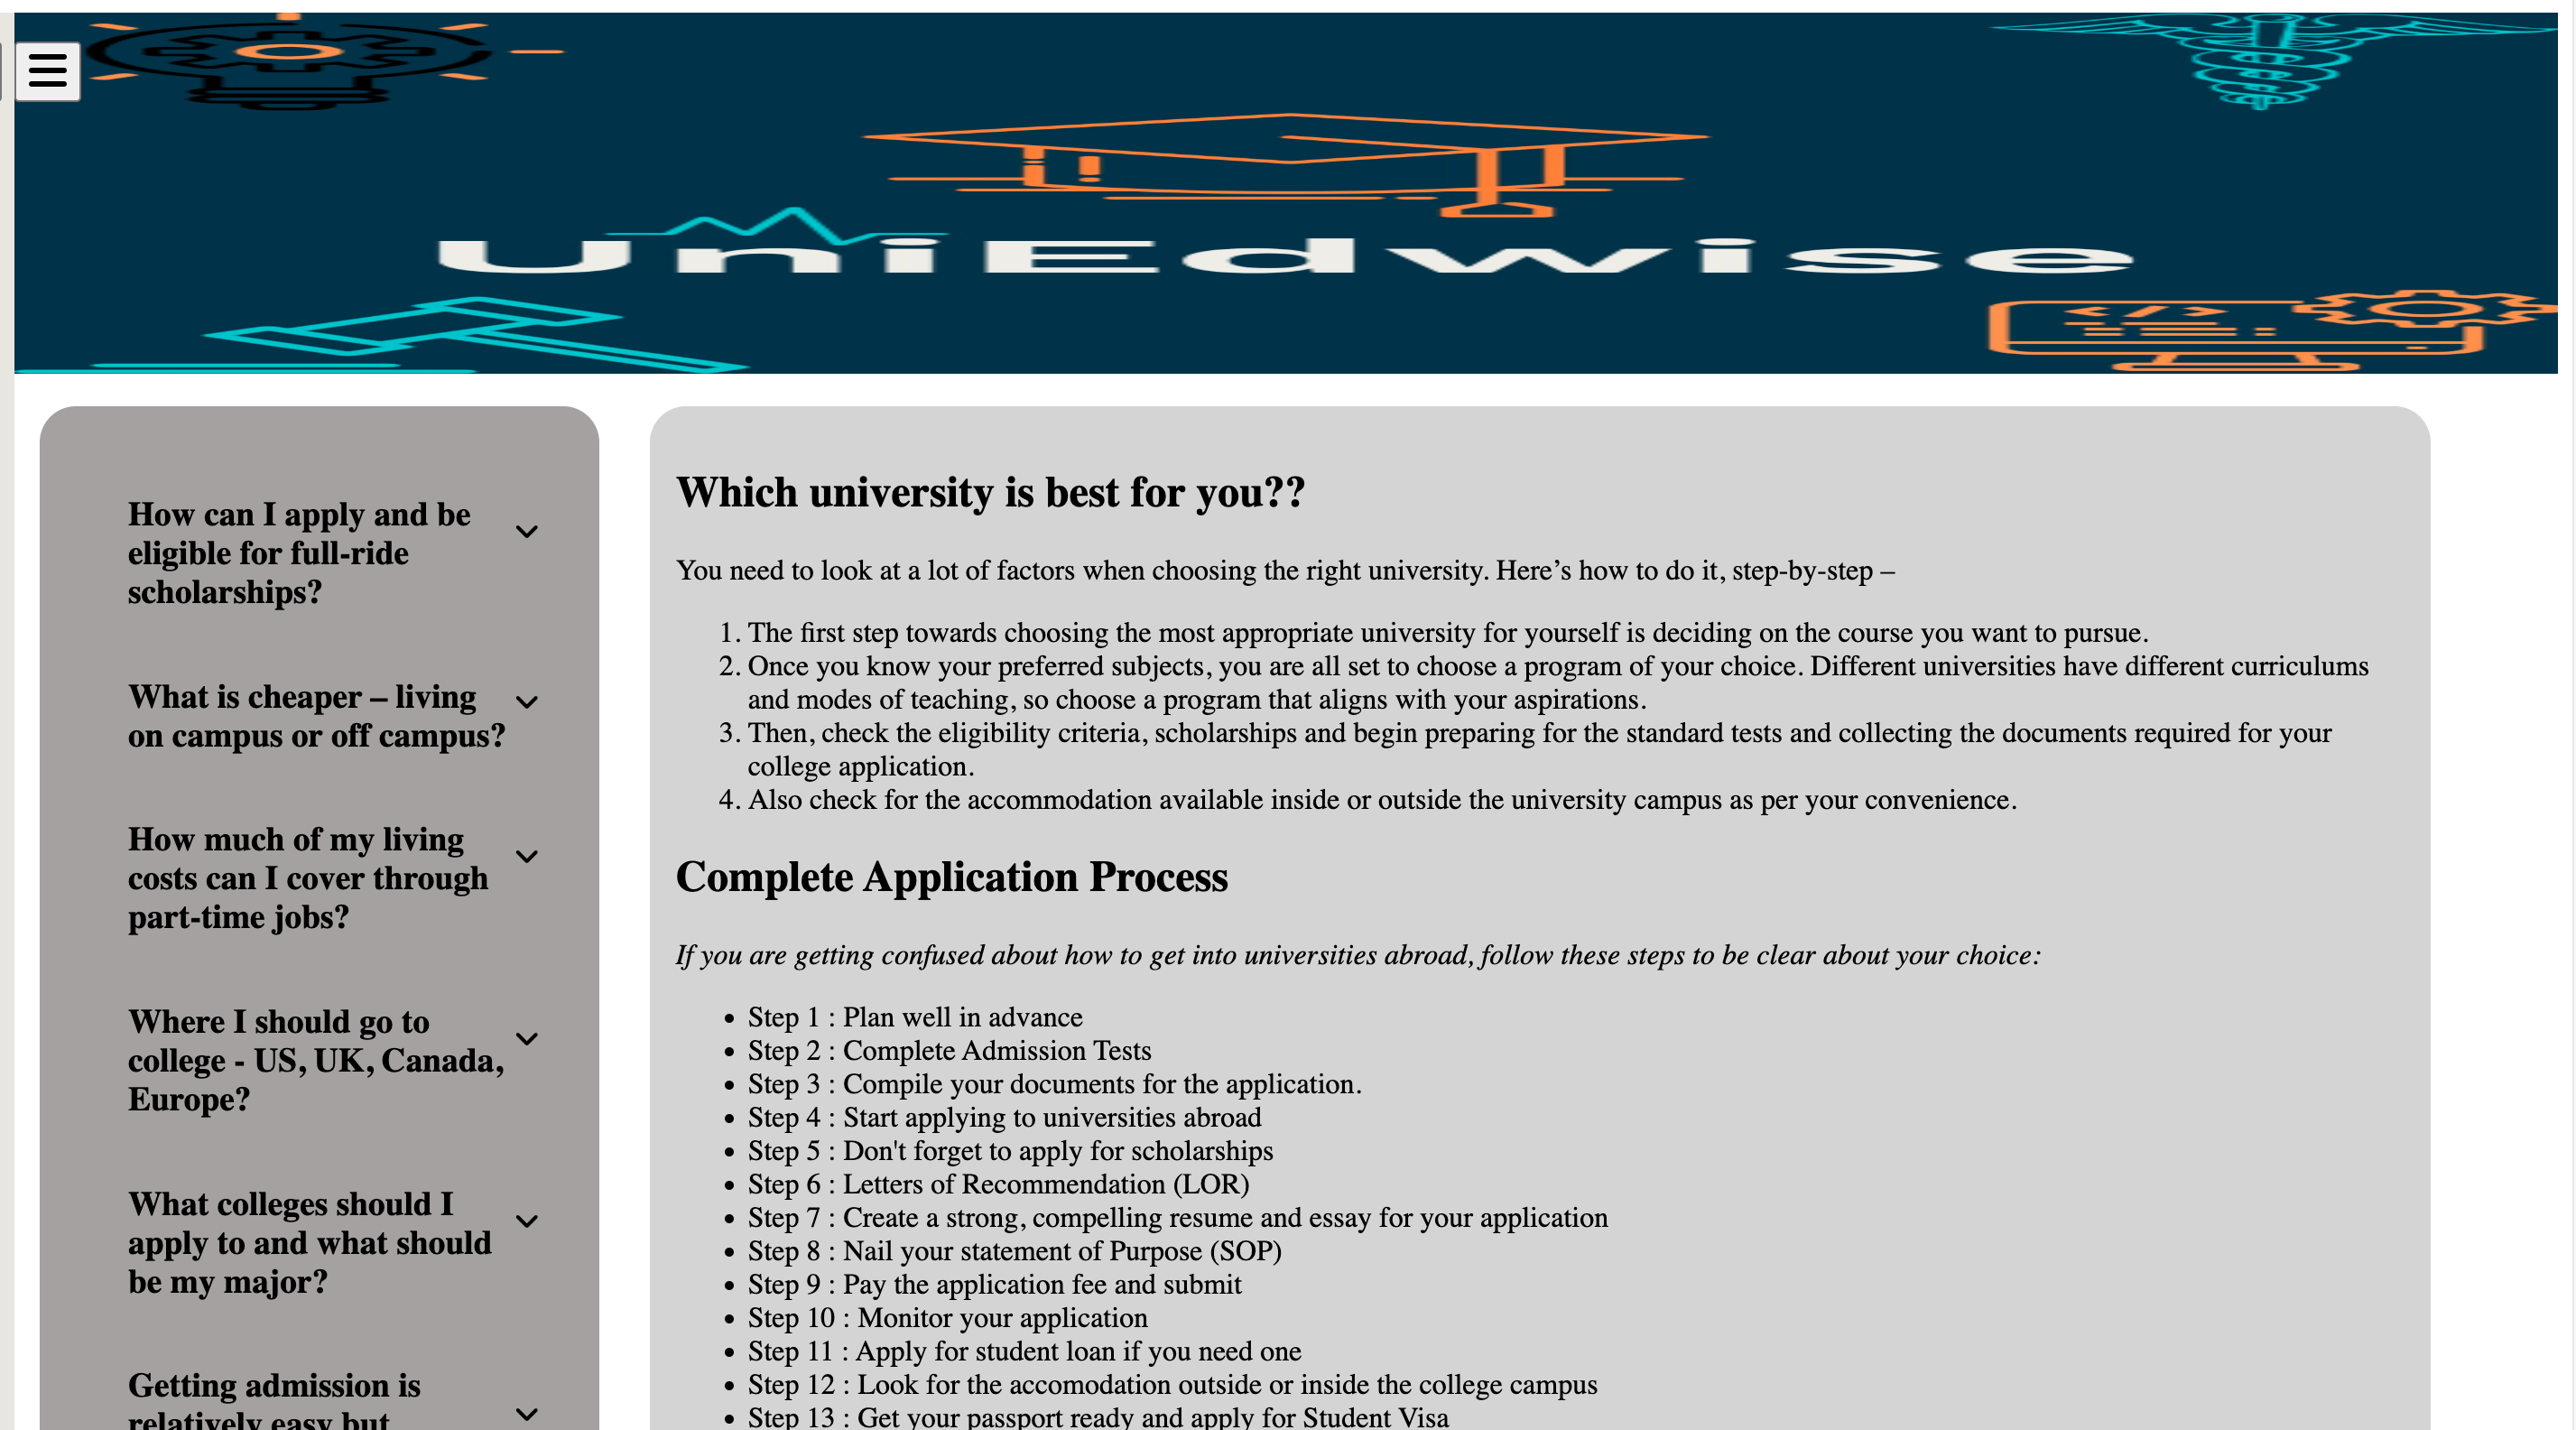 UniEdwise
How can I apply and be
eligible for full-ride
scholarships?
What is cheaper – living
on campus or off campus?
How much of my living
costs can I cover through
part-time jobs?
Where I should go to
college - US, UK, Canada,
Europe?
What colleges should I
apply to and what should
be my major?
Getting admission is
relatively easy but
Which university is best for you??
You need to look at a lot of factors when choosing the right university. Here’s how to do it, step-by-step –
1. The first step towards choosing the most appropriate university for yourself is deciding on the course you want to pursue.
2. Once you know your preferred subjects, you are all set to choose a program of your choice. Different universities have different curriculums
and modes of teaching, so choose a program that aligns with your aspirations.
3. Then, check the eligibility criteria, scholarships and begin preparing for the standard tests and collecting the documents required for your
college application.
4. Also check for the accommodation available inside or outside the university campus as per your convenience.
Complete Application Process
If you are getting confused about how to get into universities abroad, follow these steps to be clear about your choice:
• Step 1 : Plan well in advance
• Step 2 : Complete Admission Tests
• Step 3 : Compile your documents for the application.
• Step 4 : Start applying to universities abroad
• Step 5 : Don't forget to apply for scholarships
• Step 6 : Letters of Recommendation (LOR)
• Step 7 : Create a strong, compelling resume and essay for your application
• Step 8 : Nail your statement of Purpose (SOP)
• Step 9 : Pay the application fee and submit
• Step 10 : Monitor your application
• Step 11 : Apply for student loan if you need one
• Step 12 : Look for the accomodation outside or inside the college campus
• Step 13 : Get your passport ready and apply for Student Visa